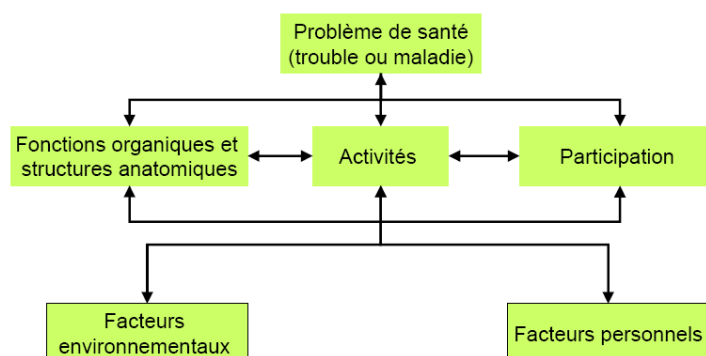 Problème de santé
(trouble ou maladie)
Fonctions organiques et
structures anatomiques
Activités
Participation
Facteurs
environnementaux
Facteurs personnels